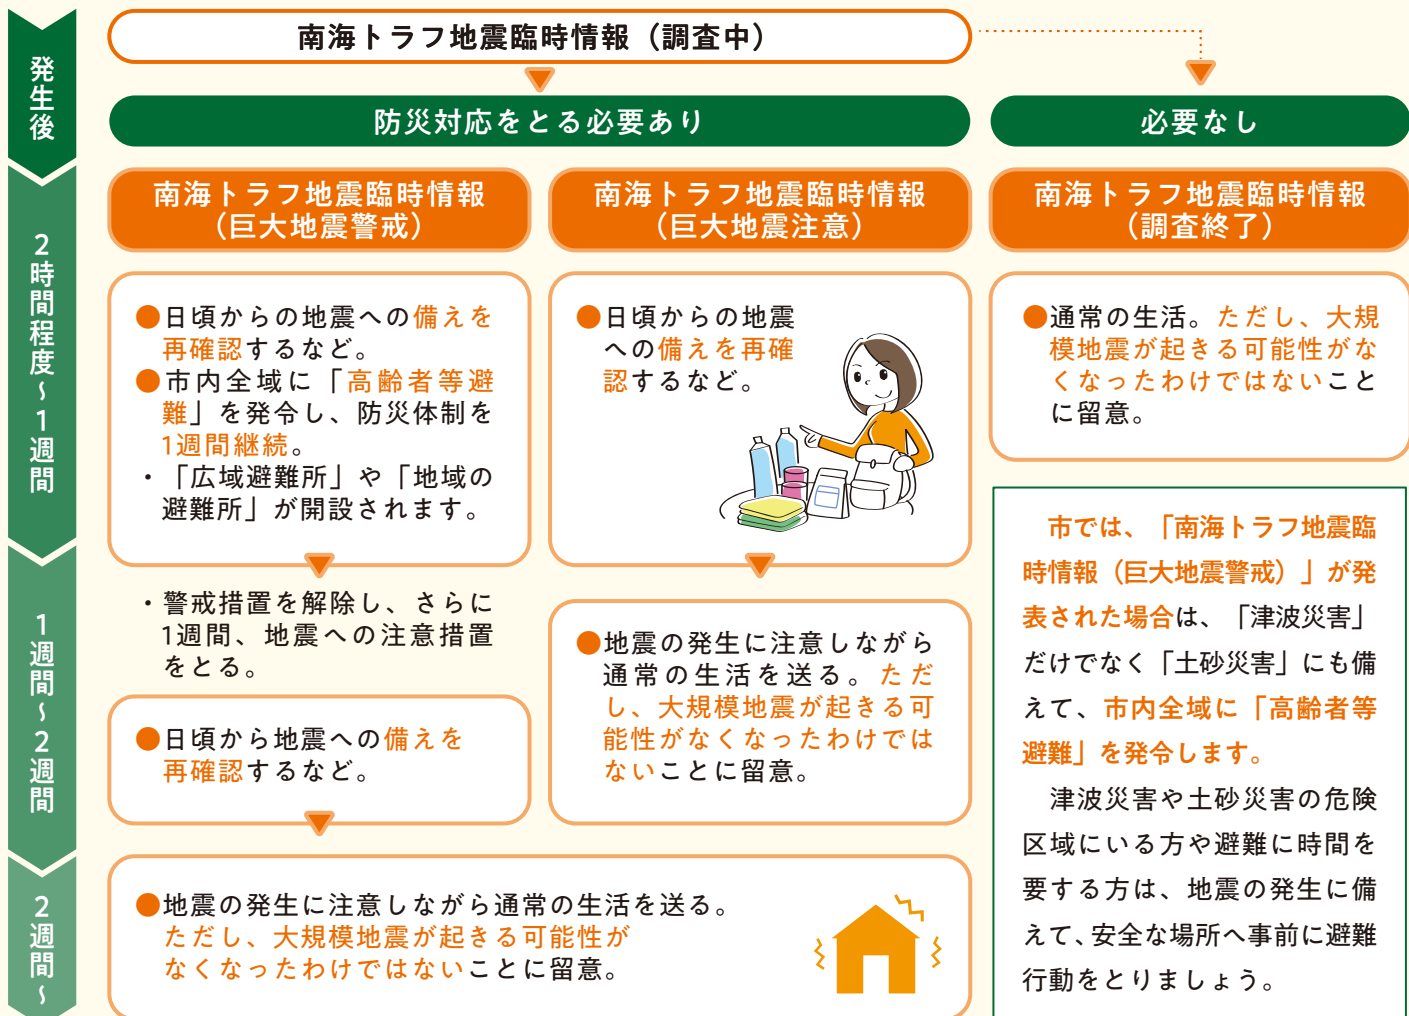 南海トラフ地震臨時情報（調査中）
発生後
防災対応をとる必要あり
必要なし
2時間程度～1週間
南海トラフ地震臨時情報
（巨大地震警戒）
●日頃からの地震への備えを
再確認するなど。
●市内全域に「高齢者等避
難」を発令し、防災体制を
1週間継続。
・「広域避難所」や「地域の
避難所」が開設されます。
南海トラフ地震臨時情報
（巨大地震注意）
●日頃からの地震
への備えを再確
認するなど。
南海トラフ地震臨時情報
（調査終了）
●通常の生活。ただし、大規
模地震が起きる可能性がな
くなったわけではないこと
に留意。
1週間～2週間
・警戒措置を解除し、さらに
1週間、地震への注意措置
をとる。
●日頃から地震への備えを
再確認するなど。
●地震の発生に注意しながら
通常の生活を送る。ただ
し、大規模地震が起きる可
能性がなくなったわけでは
ないことに留意。
2週間～
●地震の発生に注意しながら通常の生活を送る。
ただし、大規模地震が起きる可能性が
なくなったわけではないことに留意。
市では、「南海トラフ地震臨
時情報（巨大地震警戒）」が発
表された場合は、「津波災害」
だけでなく「土砂災害」にも備
えて、市内全域に「高齢者等
避難」を発令します。
津波災害や土砂災害の危険
区域にいる方や避難に時間を
要する方は、地震の発生に備
えて、安全な場所へ事前に避難
行動をとりましょう。